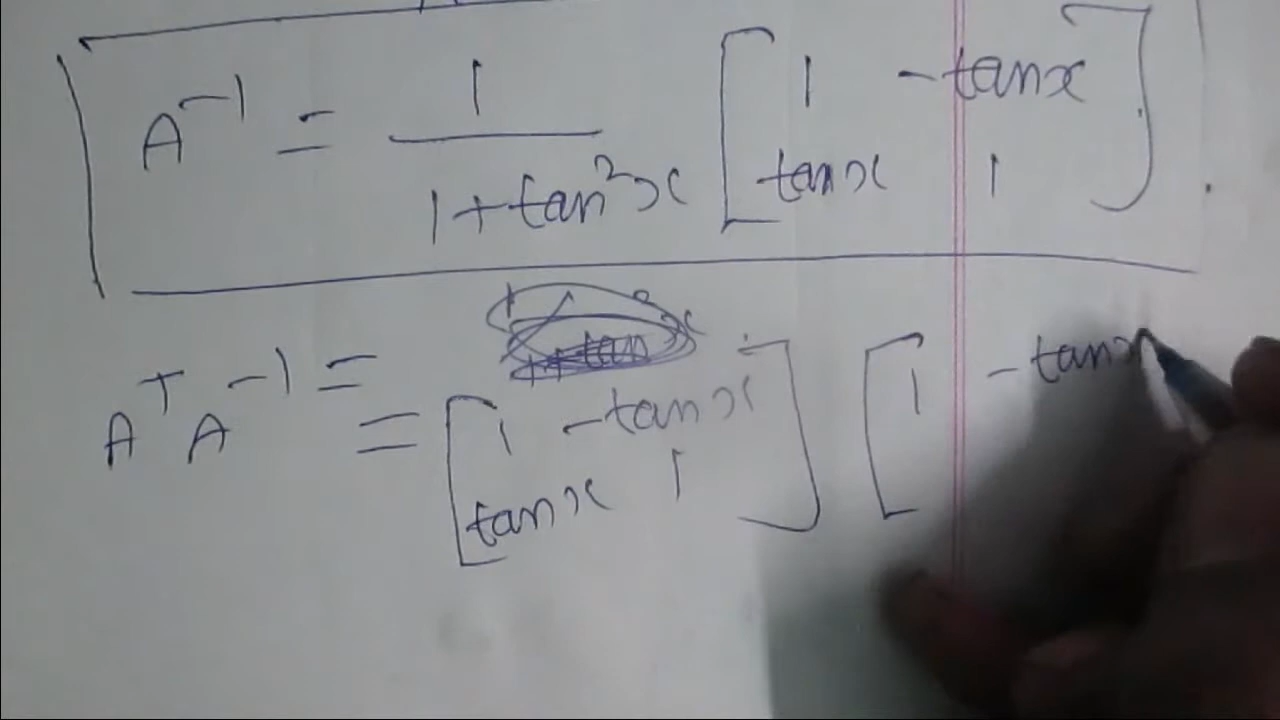 A⁻¹ = 1 / (1+tan²x) [1 -tanx; tanx 1].
AᵀA⁻¹ =
= [1 -tanx; tanx 1] [1 -tanx